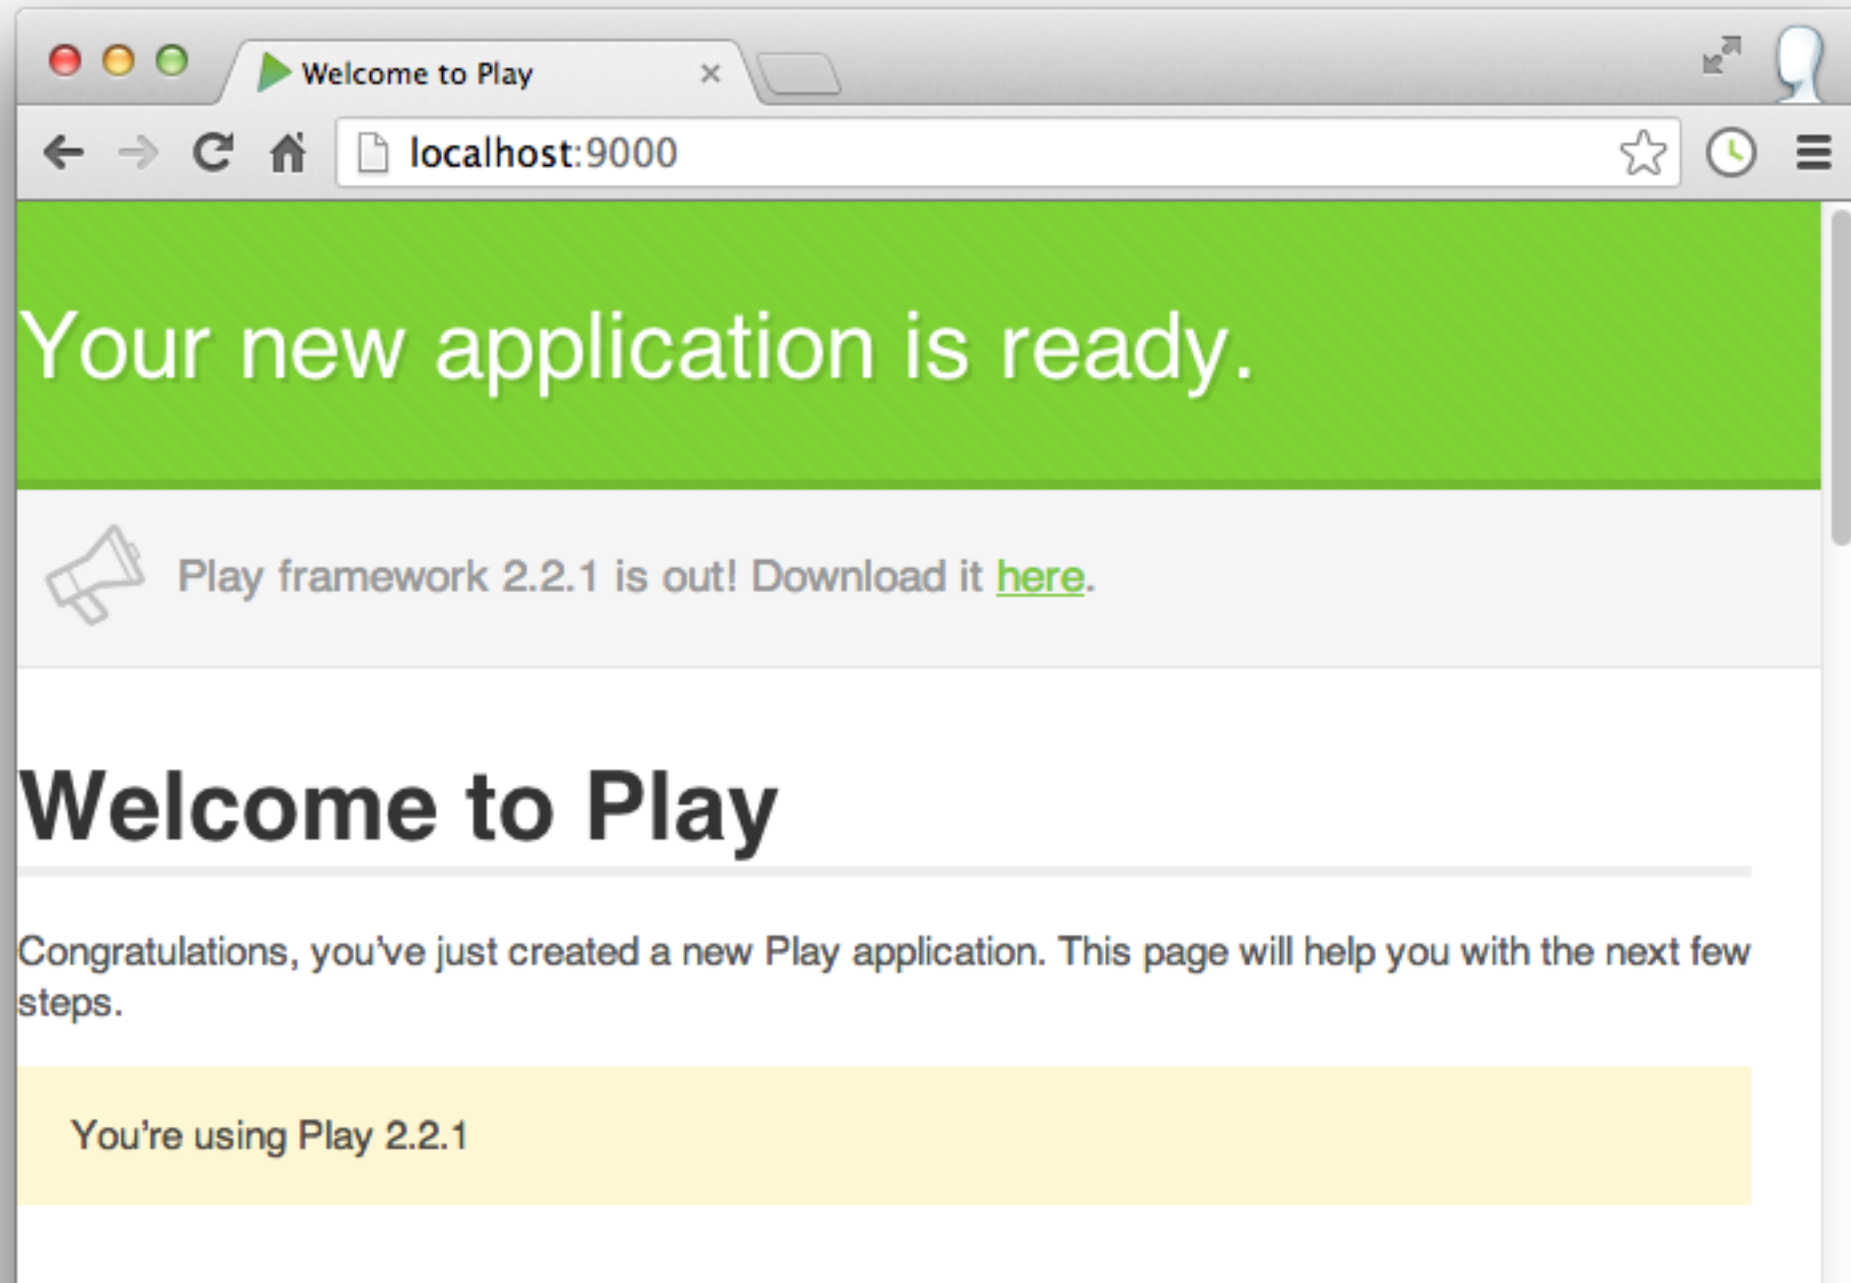 Welcome to Play
localhost:9000
Your new application is ready.
Play framework 2.2.1 is out! Download it here.
Welcome to Play
Congratulations, you’ve just created a new Play application. This page will help you with the next few
steps.
You’re using Play 2.2.1